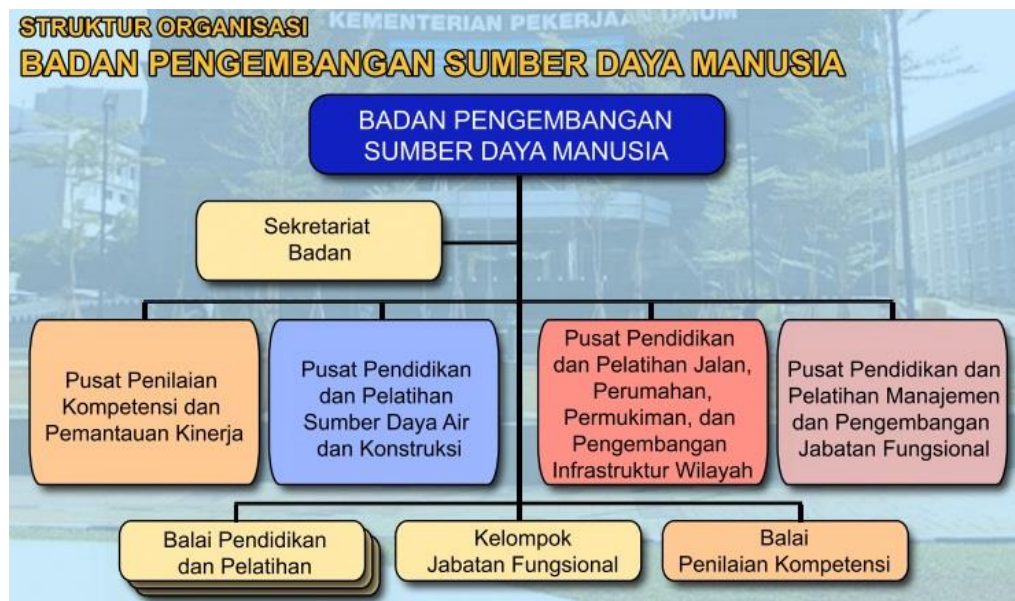 KEMENTERIAN PEKERJAAN UMUM
STRUKTUR ORGANISASI
BADAN PENGEMBANGAN SUMBER DAYA MANUSIA
BADAN PENGEMBANGAN
SUMBER DAYA MANUSIA
Sekretariat
Badan
Pusat Penilaian
Kompetensi dan
Pemantauan Kinerja
Pusat Pendidikan
dan Pelatihan
Sumber Daya Air
dan Konstruksi
Pusat Pendidikan
dan Pelatihan Jalan,
Perumahan,
Permukiman, dan
Pengembangan
Infrastruktur Wilayah
Pusat Pendidikan dan
Pelatihan Manajemen
dan Pengembangan
Jabatan Fungsional
Balai Pendidikan
dan Pelatihan
Kelompok
Jabatan Fungsional
Balai
Penilaian Kompetensi